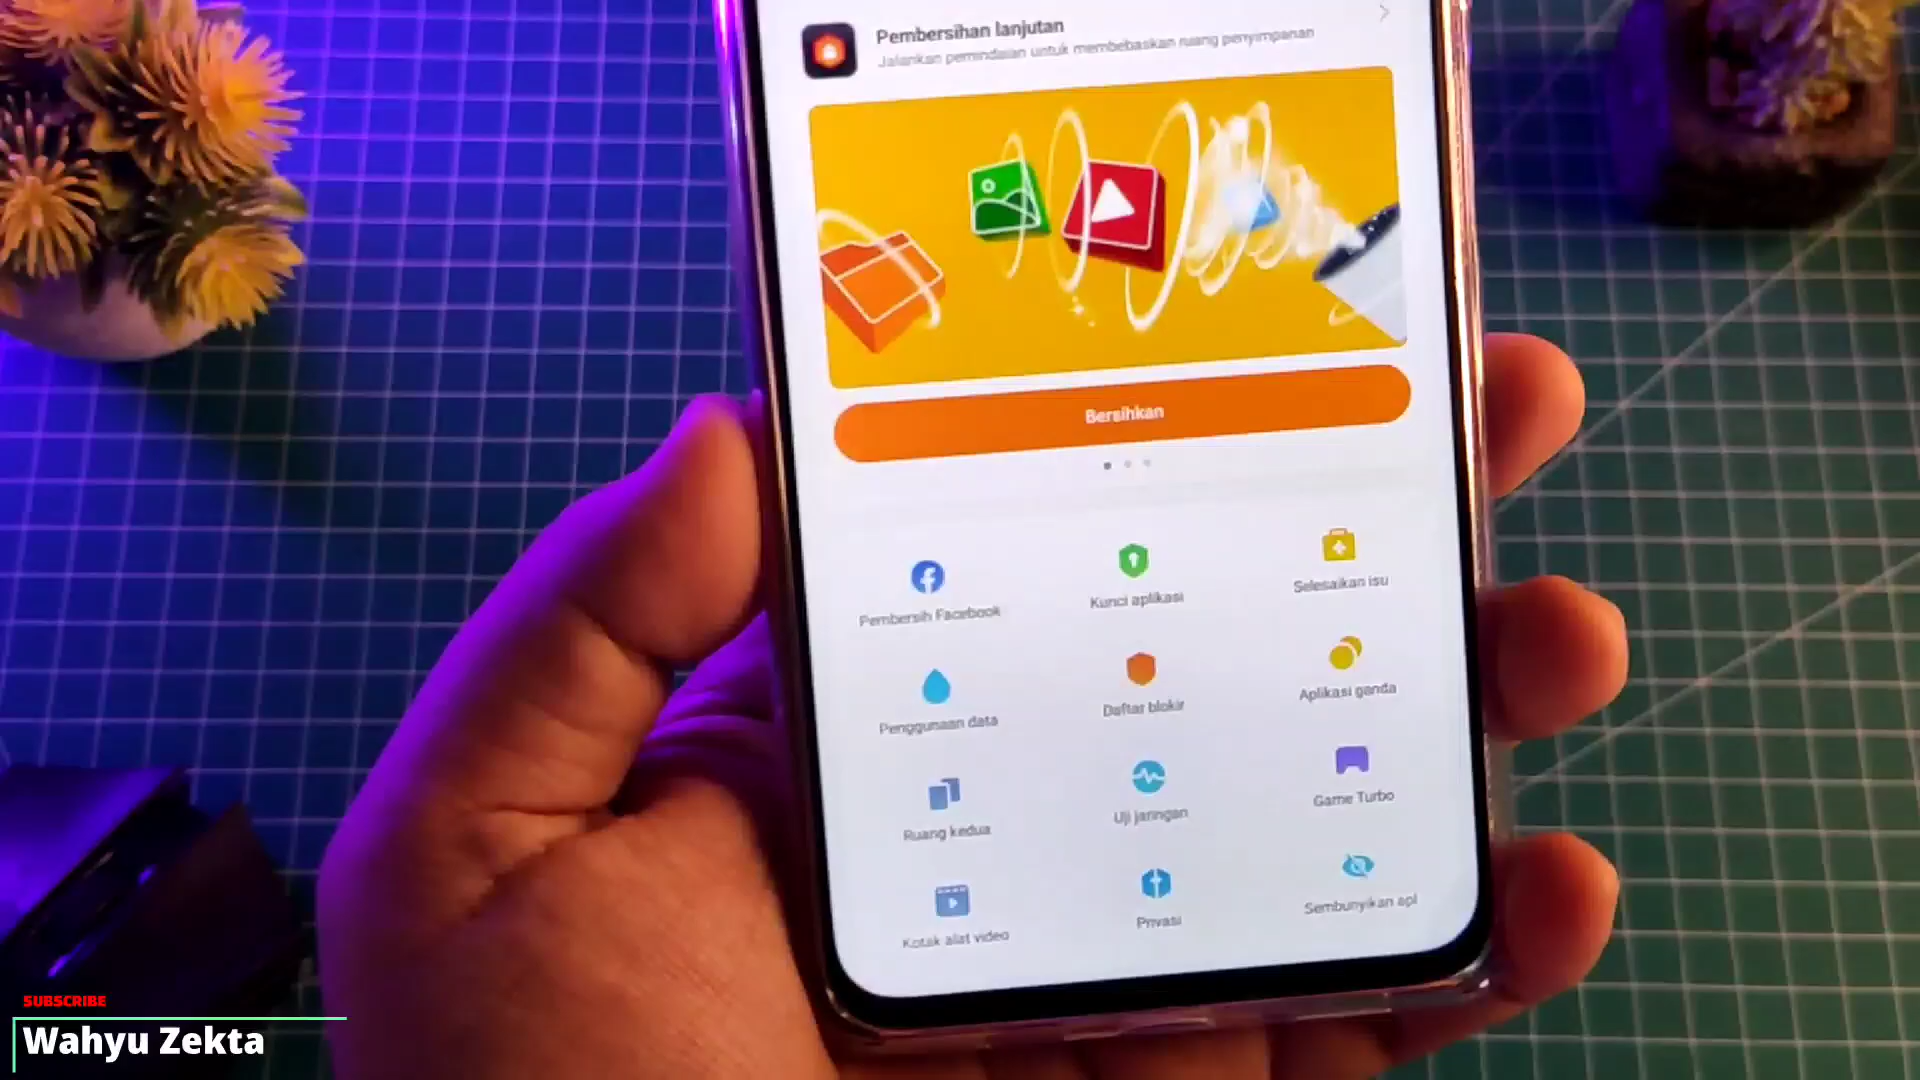 Pembersihan lanjutan
Jalankan pemindaian untuk membebaskan ruang penyimpanan
Bersihkan
Pembersih Facebook
Kunci aplikasi
Selesaikan isu
Penggunaan data
Daftar blokir
Aplikasi ganda
Ruang kedua
Uji jaringan
Game Turbo
Kotak alat video
Privasi
Sembunyikan apl
SUBSCRIBE
Wahyu Zekta